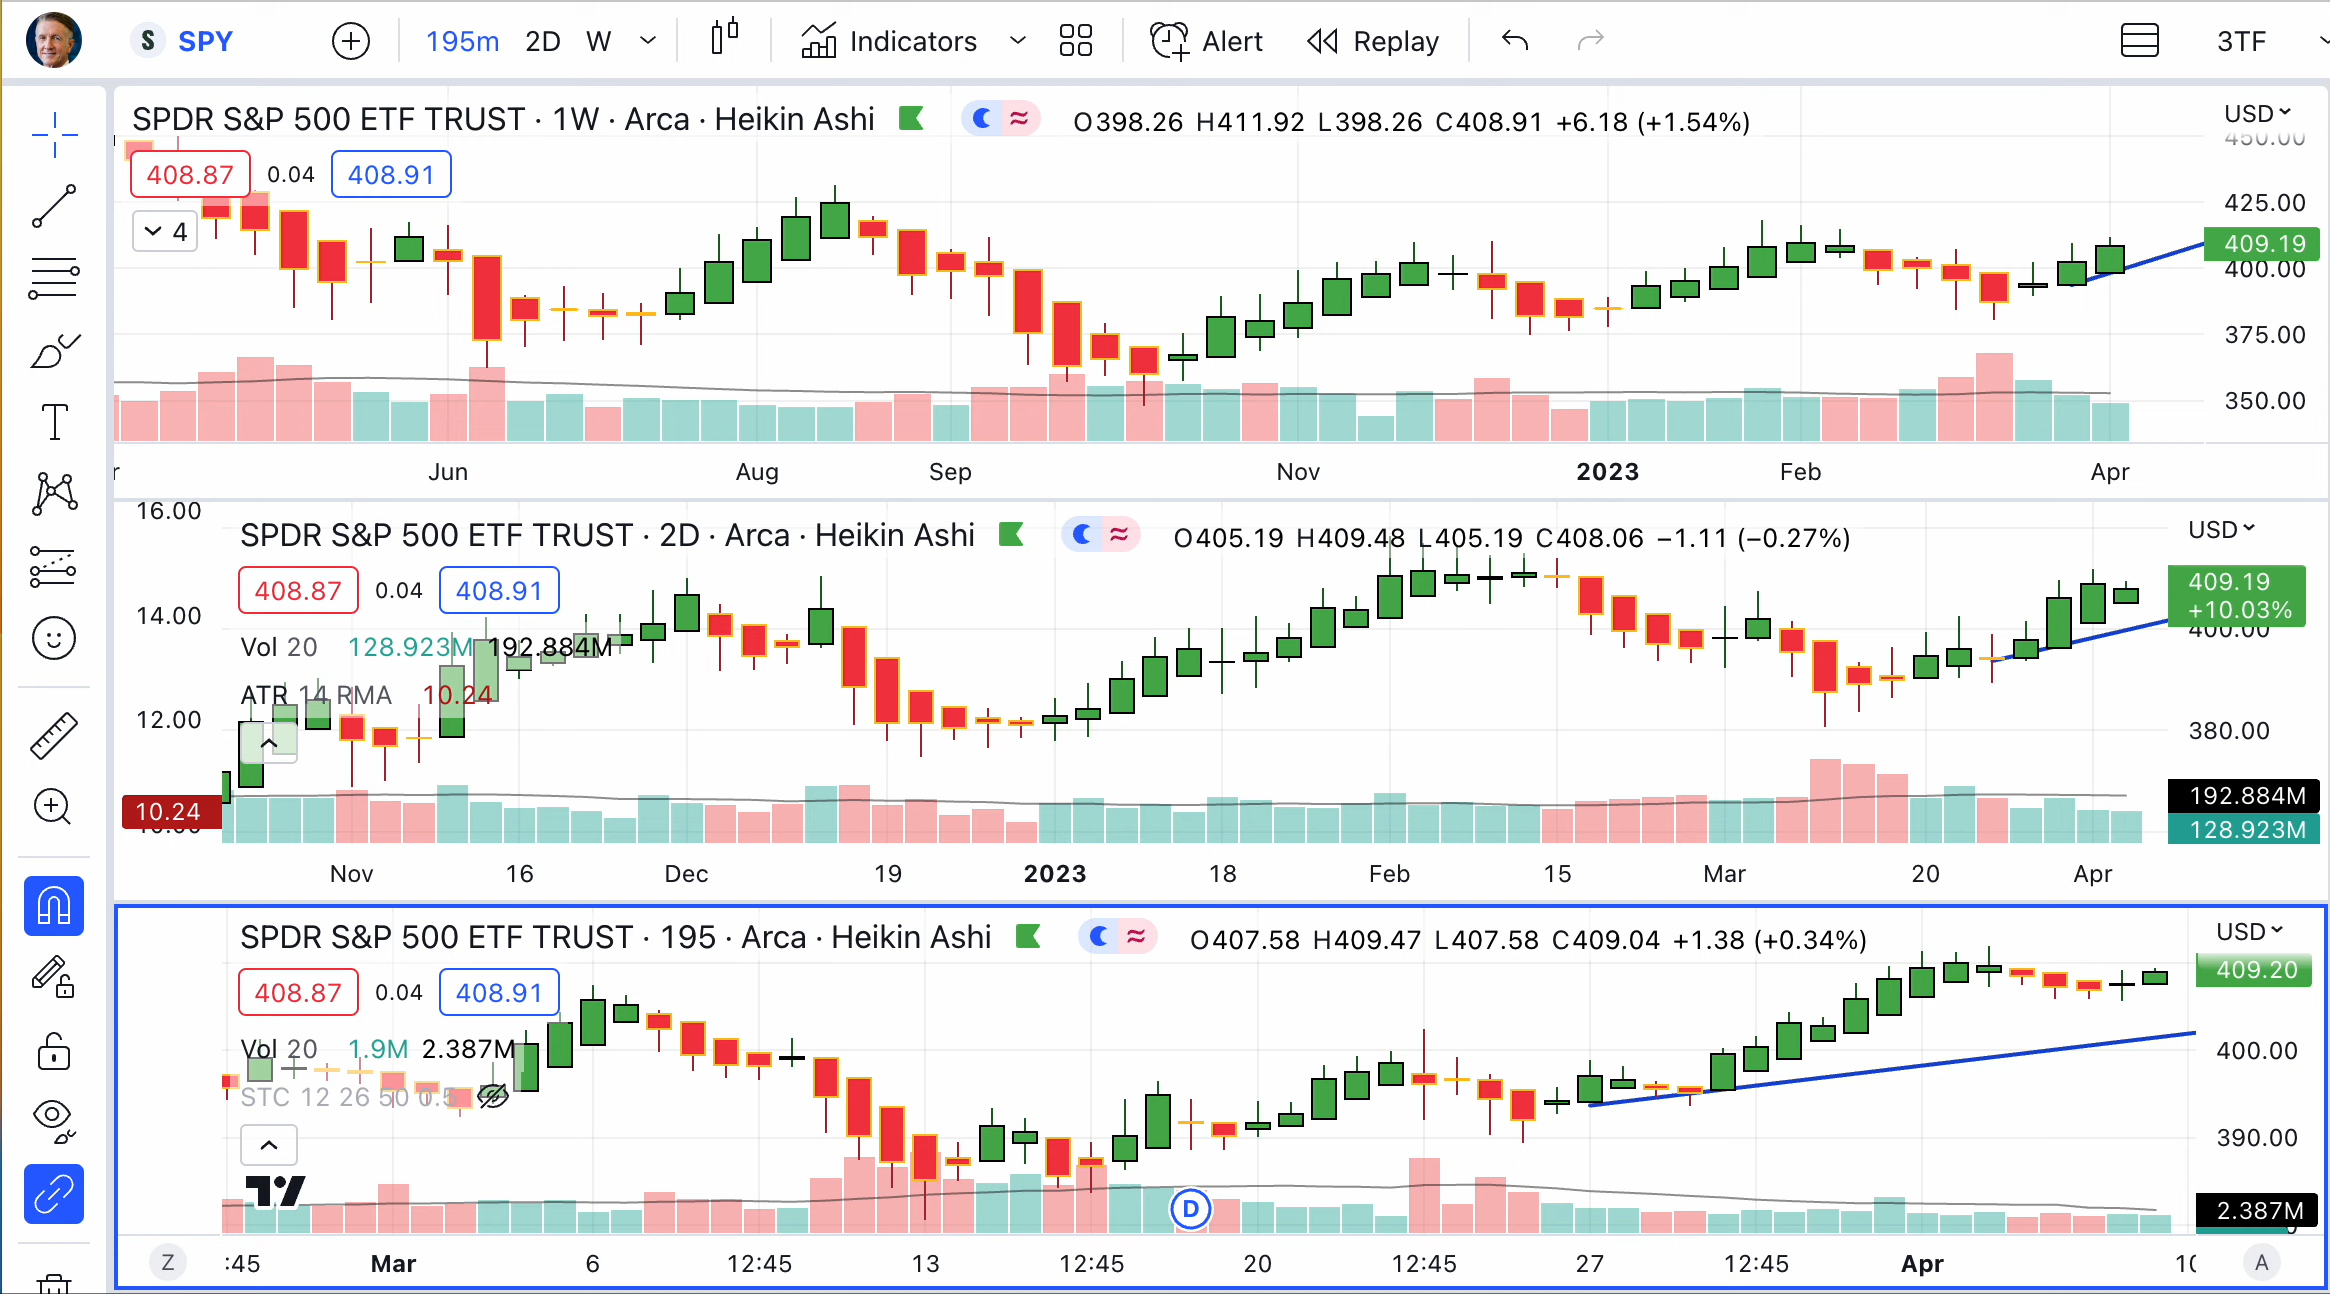 S SPY 195m 2D W Indicators Alert Replay 3TF
SPDR S&P 500 ETF TRUST · 1W · Arca · Heikin Ashi ≈ O398.26 H411.92 L398.26 C408.91 +6.18 (+1.54%) USD
450.00
408.87 0.04 408.91
425.00
4
409.19
400.00
375.00
350.00
r Jun Aug Sep Nov 2023 Feb Apr
16.00
SPDR S&P 500 ETF TRUST · 2D · Arca · Heikin Ashi ≈ O405.19 H409.48 L405.19 C408.06 −1.11 (−0.27%) USD
408.87 0.04 408.91
409.19
+10.03%
14.00
400.00
Vol 20 128.923M 192.884M
ATR 14 RMA 10.24
12.00
380.00
192.884M
10.24
10.00
128.923M
Nov 16 Dec 19 2023 18 Feb 15 Mar 20 Apr
SPDR S&P 500 ETF TRUST · 195 · Arca · Heikin Ashi ≈ O407.58 H409.47 L407.58 C409.04 +1.38 (+0.34%) USD
409.20
408.87 0.04 408.91
Vol 20 1.9M 2.387M
400.00
STC 12 26 50 0.5
390.00
D
2.387M
Z :45 Mar 6 12:45 13 12:45 20 12:45 27 12:45 Apr 10 A